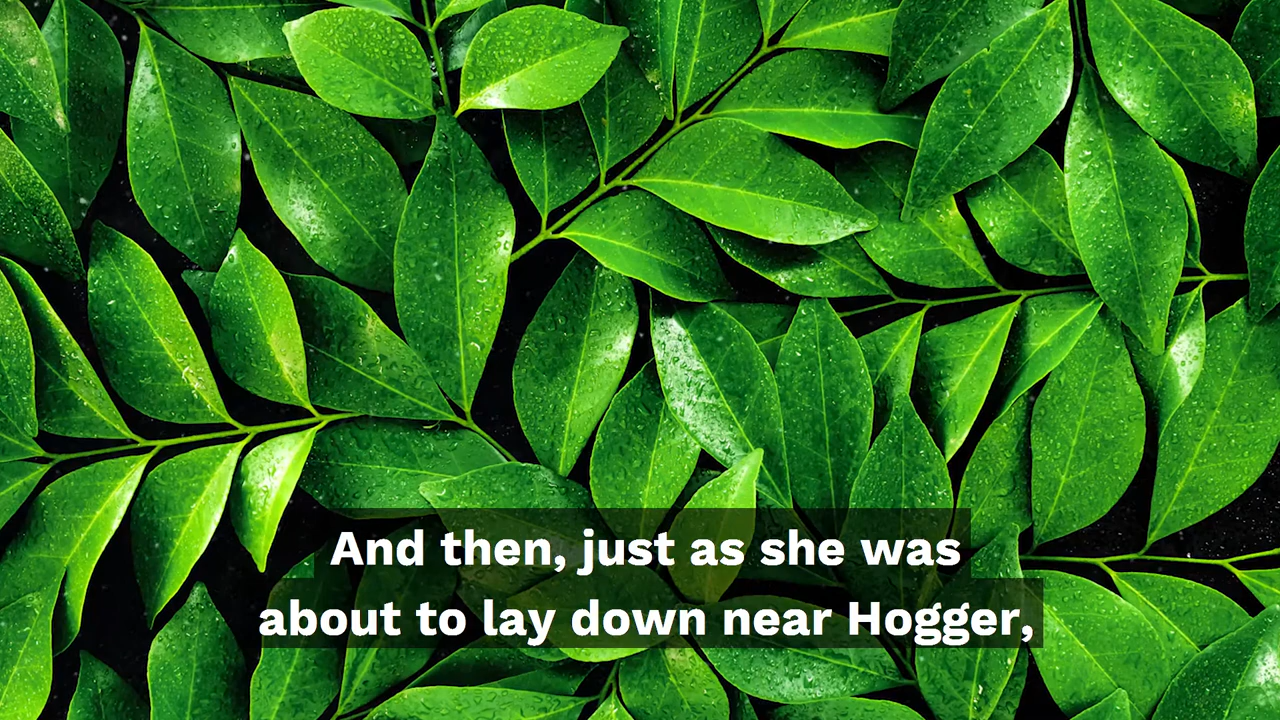 And then, just as she was
about to lay down near Hogger,